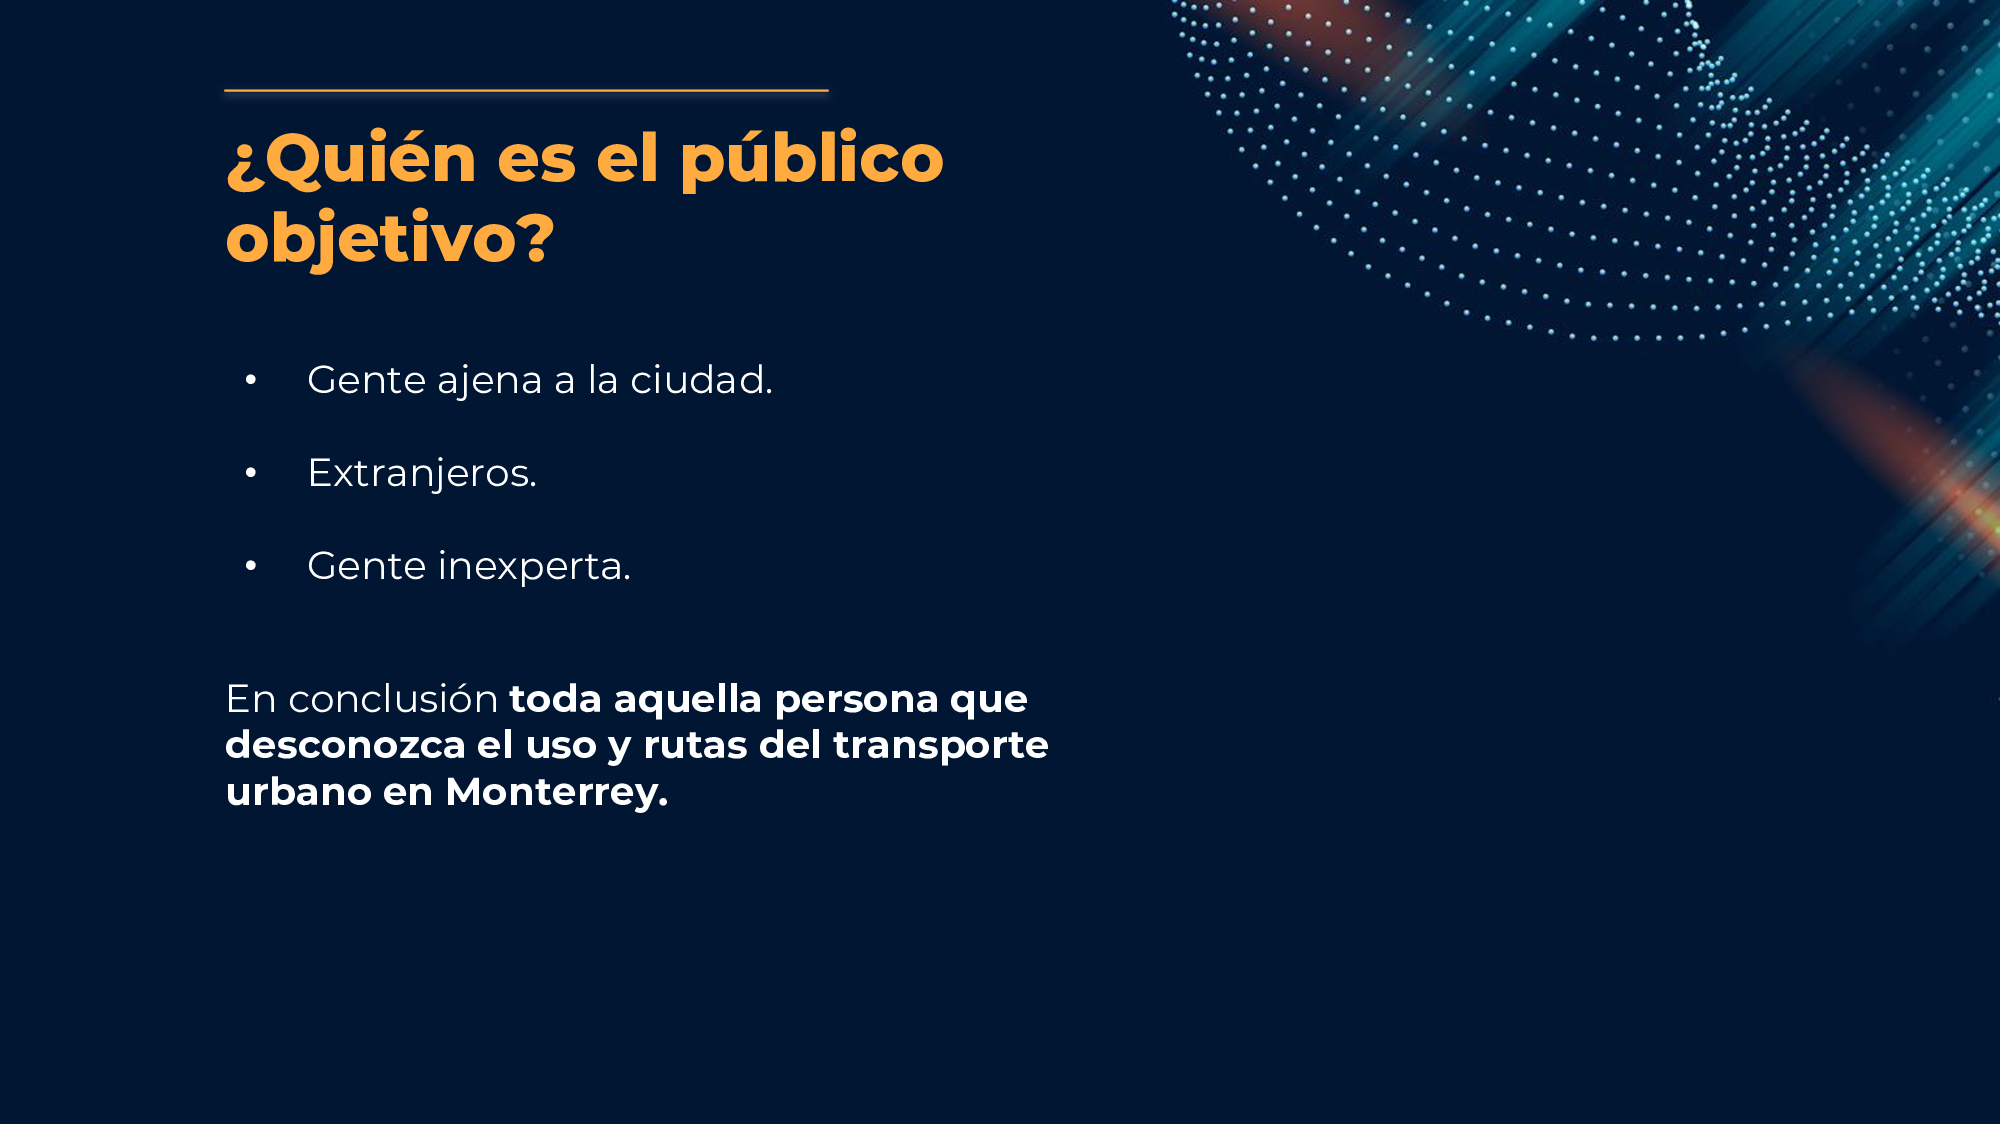 ¿Quién es el público
objetivo?
• Gente ajena a la ciudad.
• Extranjeros.
• Gente inexperta.
En conclusión toda aquella persona que
desconozca el uso y rutas del transporte
urbano en Monterrey.